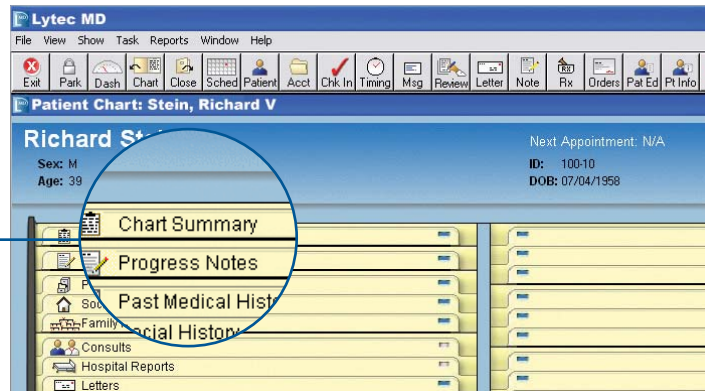 Lytec MD
File View Show Task Reports Window Help
Exit Park Dash Chart Close Sched Patient Acct Chk In Timing Msg Review Letter Note Rx Orders Pat Ed Pt Info
Patient Chart: Stein, Richard V
Richard
Next Appointment: N/A
Sex: M
ID: 100-10
Age: 39
DOB: 07/04/1958
Chart Summary
Progress Notes
Past Medical Histo
Social History
Family
Consults
Hospital Reports
Letters